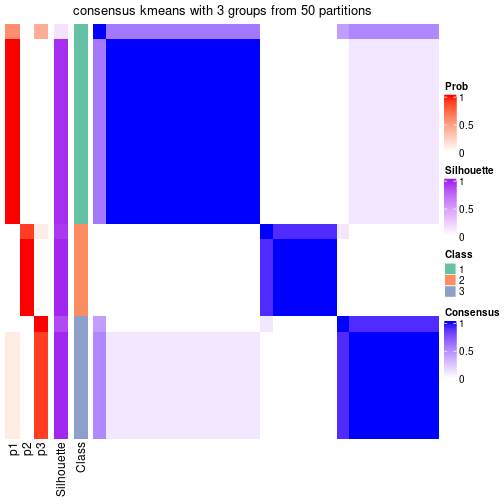 consensus kmeans with 3 groups from 50 partitions
Prob
1
0.5
0
Silhouette
1
0.5
0
Class
1
2
3
Consensus
1
0.5
0
p1
p2
p3
Silhouette
Class